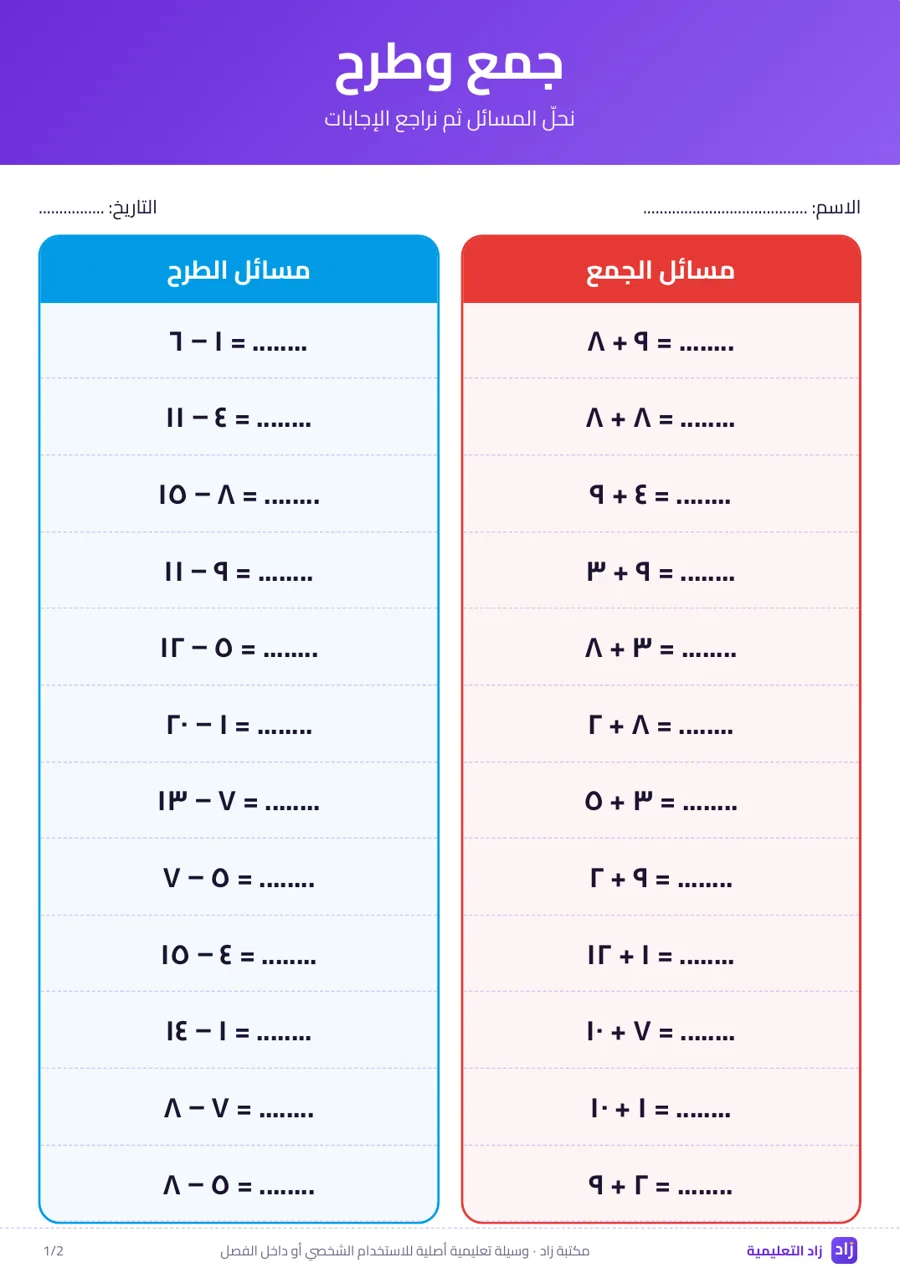 جمع وطرح
نحلّ المسائل ثم نراجع الإجابات
الاسم: ........................................
التاريخ: ................
مسائل الجمع
٨ + ٩ = ........
٨ + ٨ = ........
٩ + ٤ = ........
٣ + ٩ = ........
٨ + ٣ = ........
٢ + ٨ = ........
٥ + ٣ = ........
٢ + ٩ = ........
١٢ + ١ = ........
١٠ + ٧ = ........
١٠ + ١ = ........
٩ + ٢ = ........
مسائل الطرح
٦ − ١ = ........
١١ − ٤ = ........
١٥ − ٨ = ........
١١ − ٩ = ........
١٢ − ٥ = ........
٢٠ − ١ = ........
١٣ − ٧ = ........
٧ − ٥ = ........
١٥ − ٤ = ........
١٤ − ١ = ........
٨ − ٧ = ........
٨ − ٥ = ........
زاد
زاد التعليمية
مكتبة زاد · وسيلة تعليمية أصلية للاستخدام الشخصي أو داخل الفصل
1/2